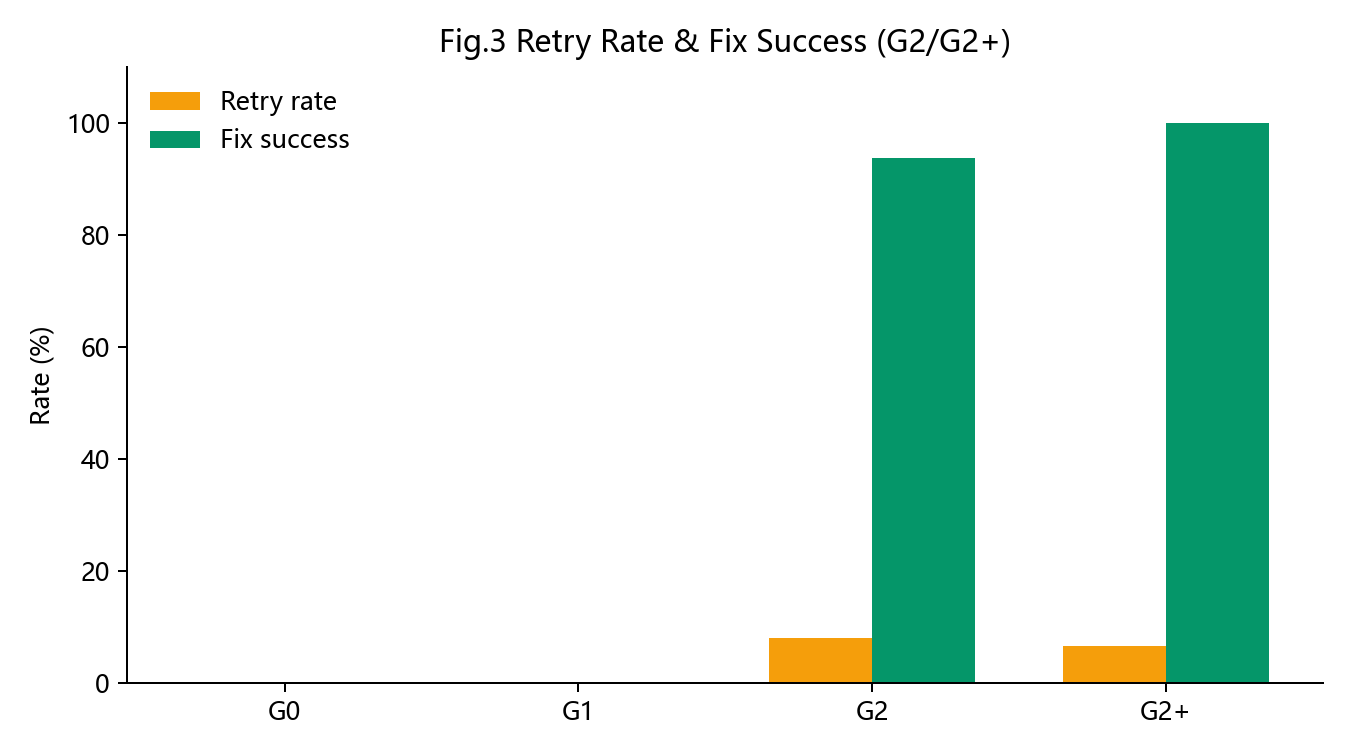 Fig.3 Retry Rate & Fix Success (G2/G2+)
Retry rate
Fix success
100
80
60
40
20
0
Rate (%)
G0 G1 G2 G2+